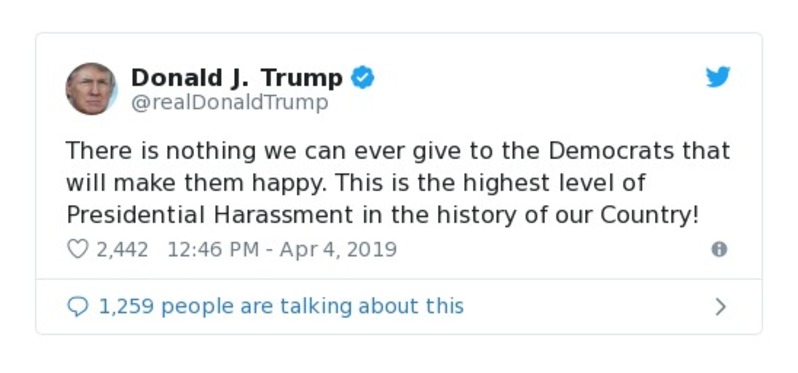 Donald J. Trump
@realDonaldTrump
There is nothing we can ever give to the Democrats that
will make them happy. This is the highest level of
Presidential Harassment in the history of our Country!
2,442 12:46 PM - Apr 4, 2019
1,259 people are talking about this